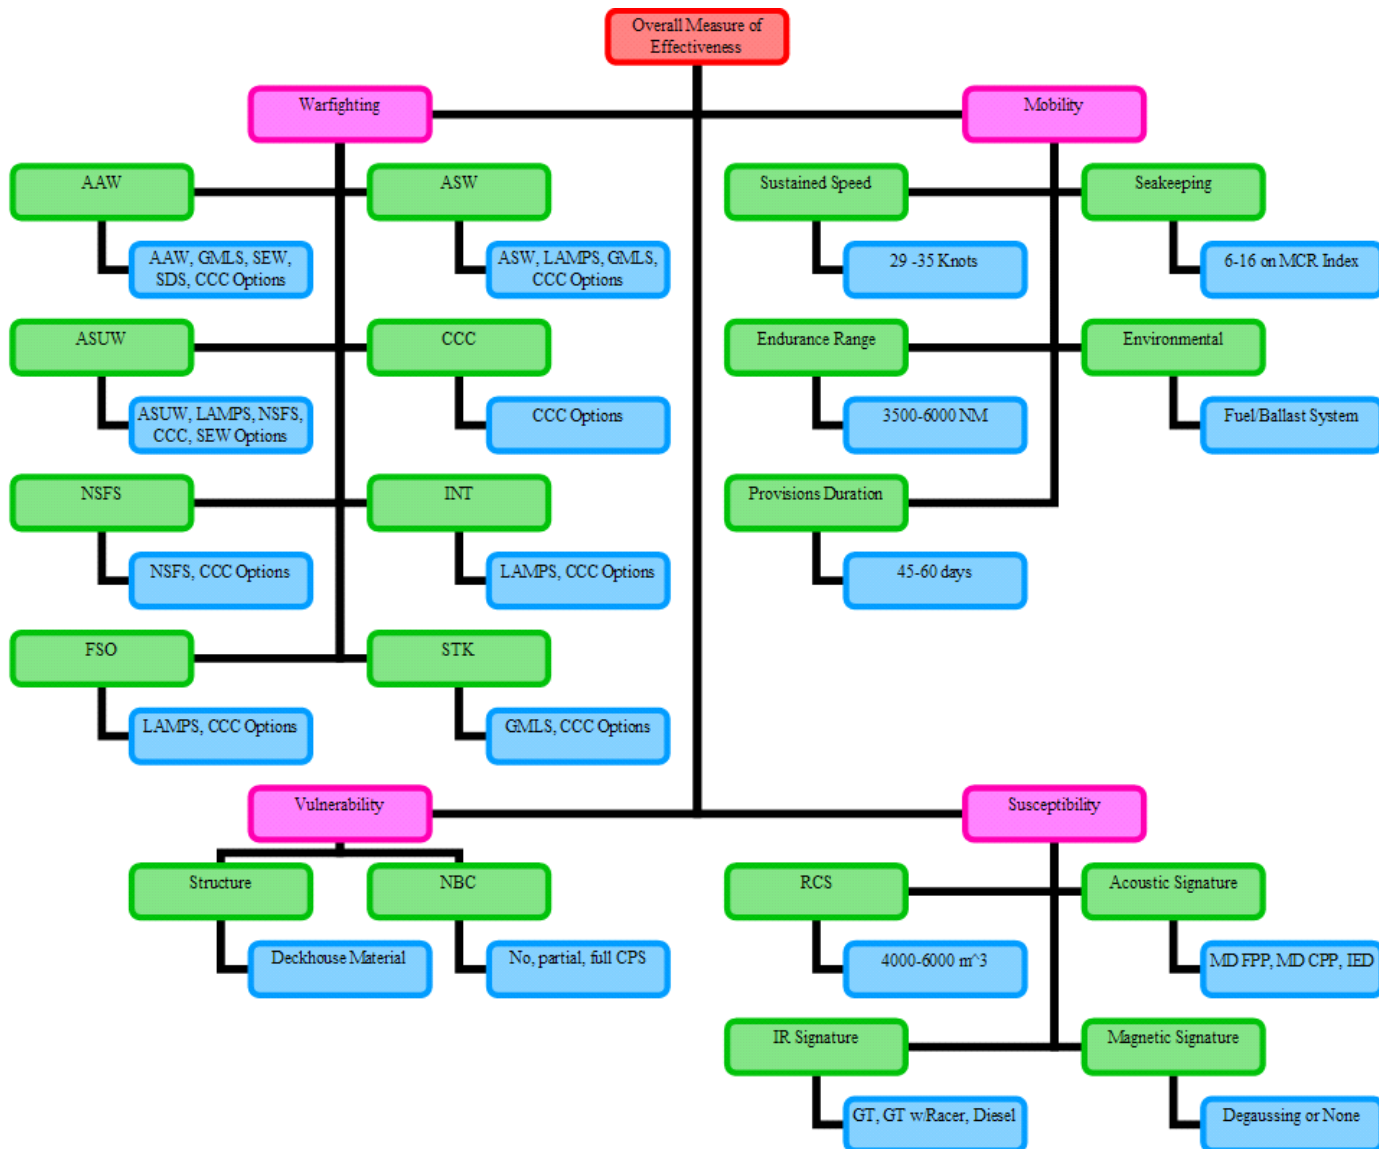 Overall Measure of
Effectiveness
Warfighting
Mobility
AAW
ASW
Sustained Speed
Seakeeping
AAW, GMLS, SEW,
SDS, CCC Options
ASW, LAMPS, GMLS,
CCC Options
29 -35 Knots
6-16 on MCR Index
ASUW
CCC
Endurance Range
Environmental
ASUW, LAMPS, NSFS,
CCC, SEW Options
CCC Options
3500-6000 NM
Fuel/Ballast System
NSFS
INT
Provisions Duration
NSFS, CCC Options
LAMPS, CCC Options
45-60 days
FSO
STK
LAMPS, CCC Options
GMLS, CCC Options
Vulnerability
Susceptibility
Structure
NBC
RCS
Acoustic Signature
Deckhouse Material
No, partial, full CPS
4000-6000 m^3
MD FPP, MD CPP, IED
IR Signature
Magnetic Signature
GT, GT w/Racer, Diesel
Degaussing or None